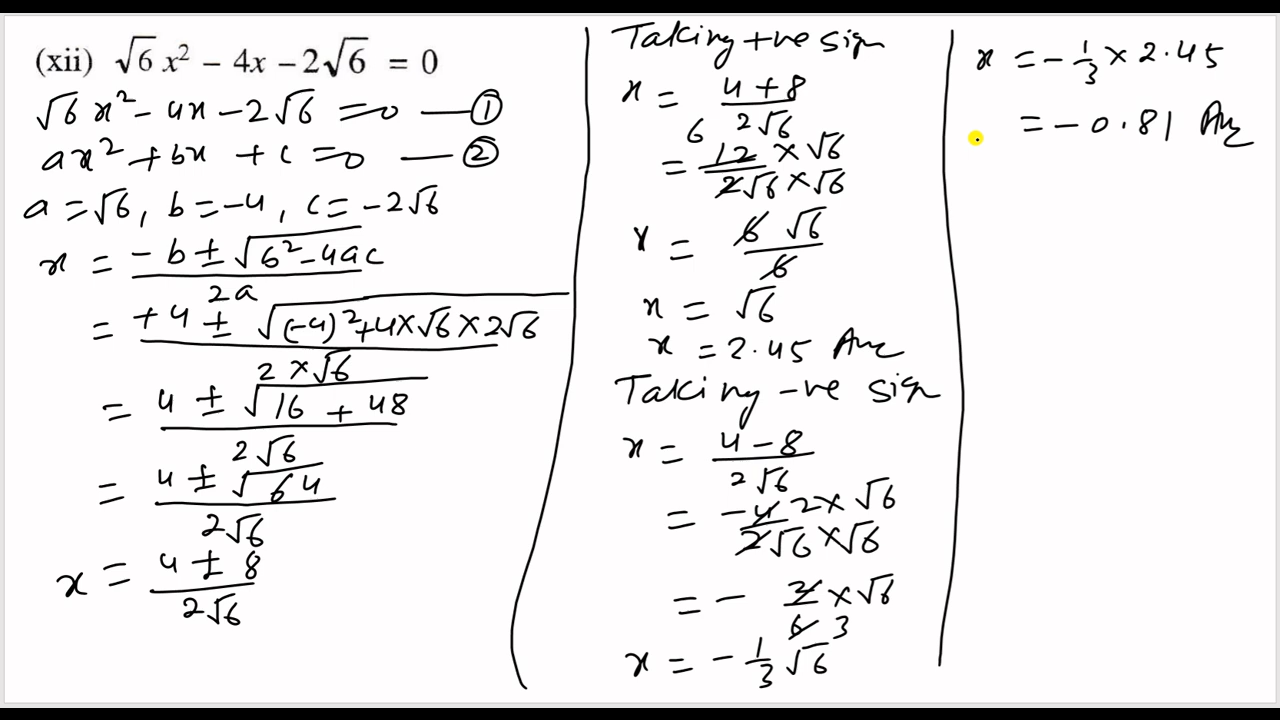 (xii) √6 x² − 4x − 2√6 = 0
√6 x² − 4x − 2√6 = 0 — ①
ax² + bx + c = 0 — ②
a = √6, b = −4, c = −2√6
x = (−b ± √(6² − 4ac)) / 2a
= (+4 ± √((−4)² + 4×√6×2√6)) / (2×√6)
= (4 ± √(16 + 48)) / 2√6
= (4 ± √64) / 2√6
x = (4 ± 8) / 2√6
Taking +ve sign
x = (4 + 8) / 2√6
6
= (12 × √6) / (2√6 × √6)
x = 6√6 / 6
x = √6
x = 2.45 Ans
Taking −ve sign
x = (4 − 8) / 2√6
= (−4 2 × √6) / (2√6 × √6)
= − (2 × √6) / (6 3)
x = − 1/3 √6
x = − 1/3 × 2.45
= − 0.81 Ans